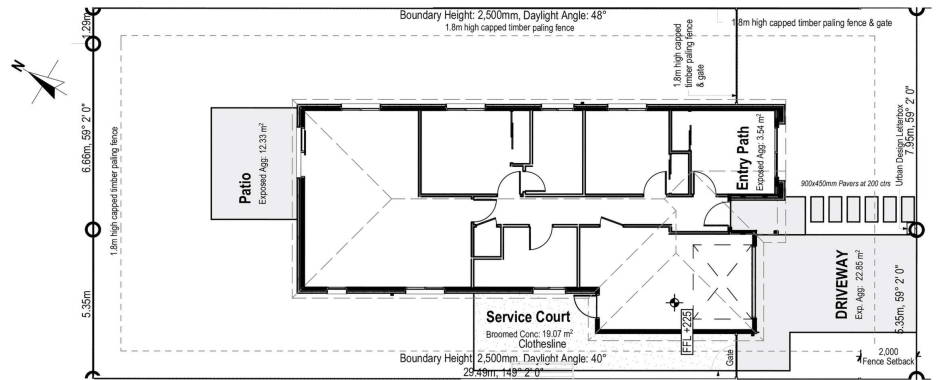 Boundary Height: 2,500mm, Daylight Angle: 48°
1.8m high capped timber paling fence
1.8m high capped timber paling fence & gate
1.29m
N
1.8m high capped
timber paling fence
& gate
6.66m, 59° 2' 0"
1.8m high capped timber paling fence
Patio
Exposed Agg: 12.33 m²
Entry Path
Exposed Agg: 3.54 m²
900x450mm Pavers at 200 ctrs
Urban Design Letterbox
7.95m, 59° 2' 0"
5.35m
DRIVEWAY
Exp. Agg: 22.85 m²
5.35m, 59° 2' 0"
Service Court
Broomed Conc: 19.07 m²
Clothesline
FFL +225
Gate
2,000
Fence Setback
Boundary Height: 2,500mm, Daylight Angle: 40°
29.49m, 149° 2' 0"